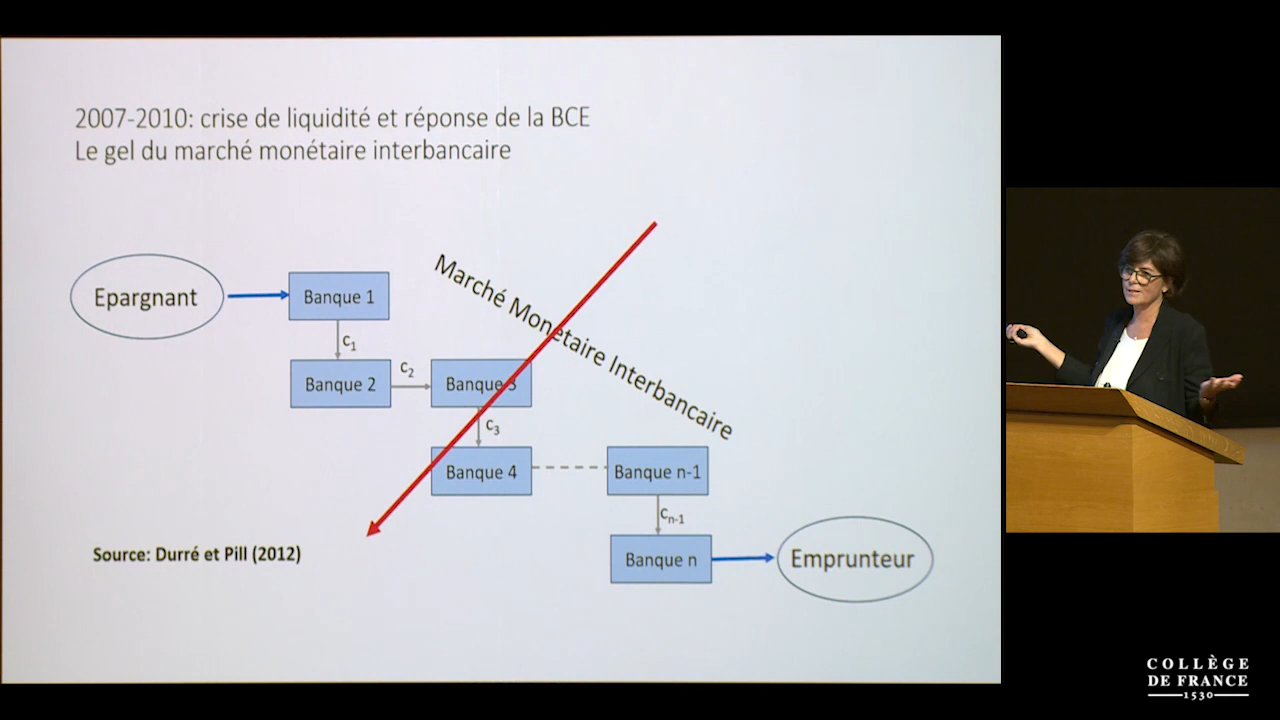 2007-2010: crise de liquidité et réponse de la BCE
Le gel du marché monétaire interbancaire
Epargnant
Banque 1
Marché Monétaire Interbancaire
c1
Banque 2
c2
Banque 3
c3
Banque 4
Banque n-1
cn-1
Banque n
Emprunteur
Source: Durré et Pill (2012)
COLLÈGE
DE FRANCE
1530